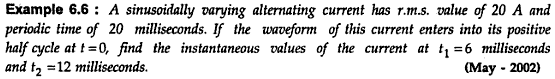 Example 6.6 : A sinusoidally varying alternating current has r.m.s. value of 20 A and
periodic time of 20 milliseconds. If the waveform of this current enters into its positive
half cycle at t = 0, find the instantaneous values of the current at t₁ = 6 milliseconds
and t₂ = 12 milliseconds. (May - 2002)